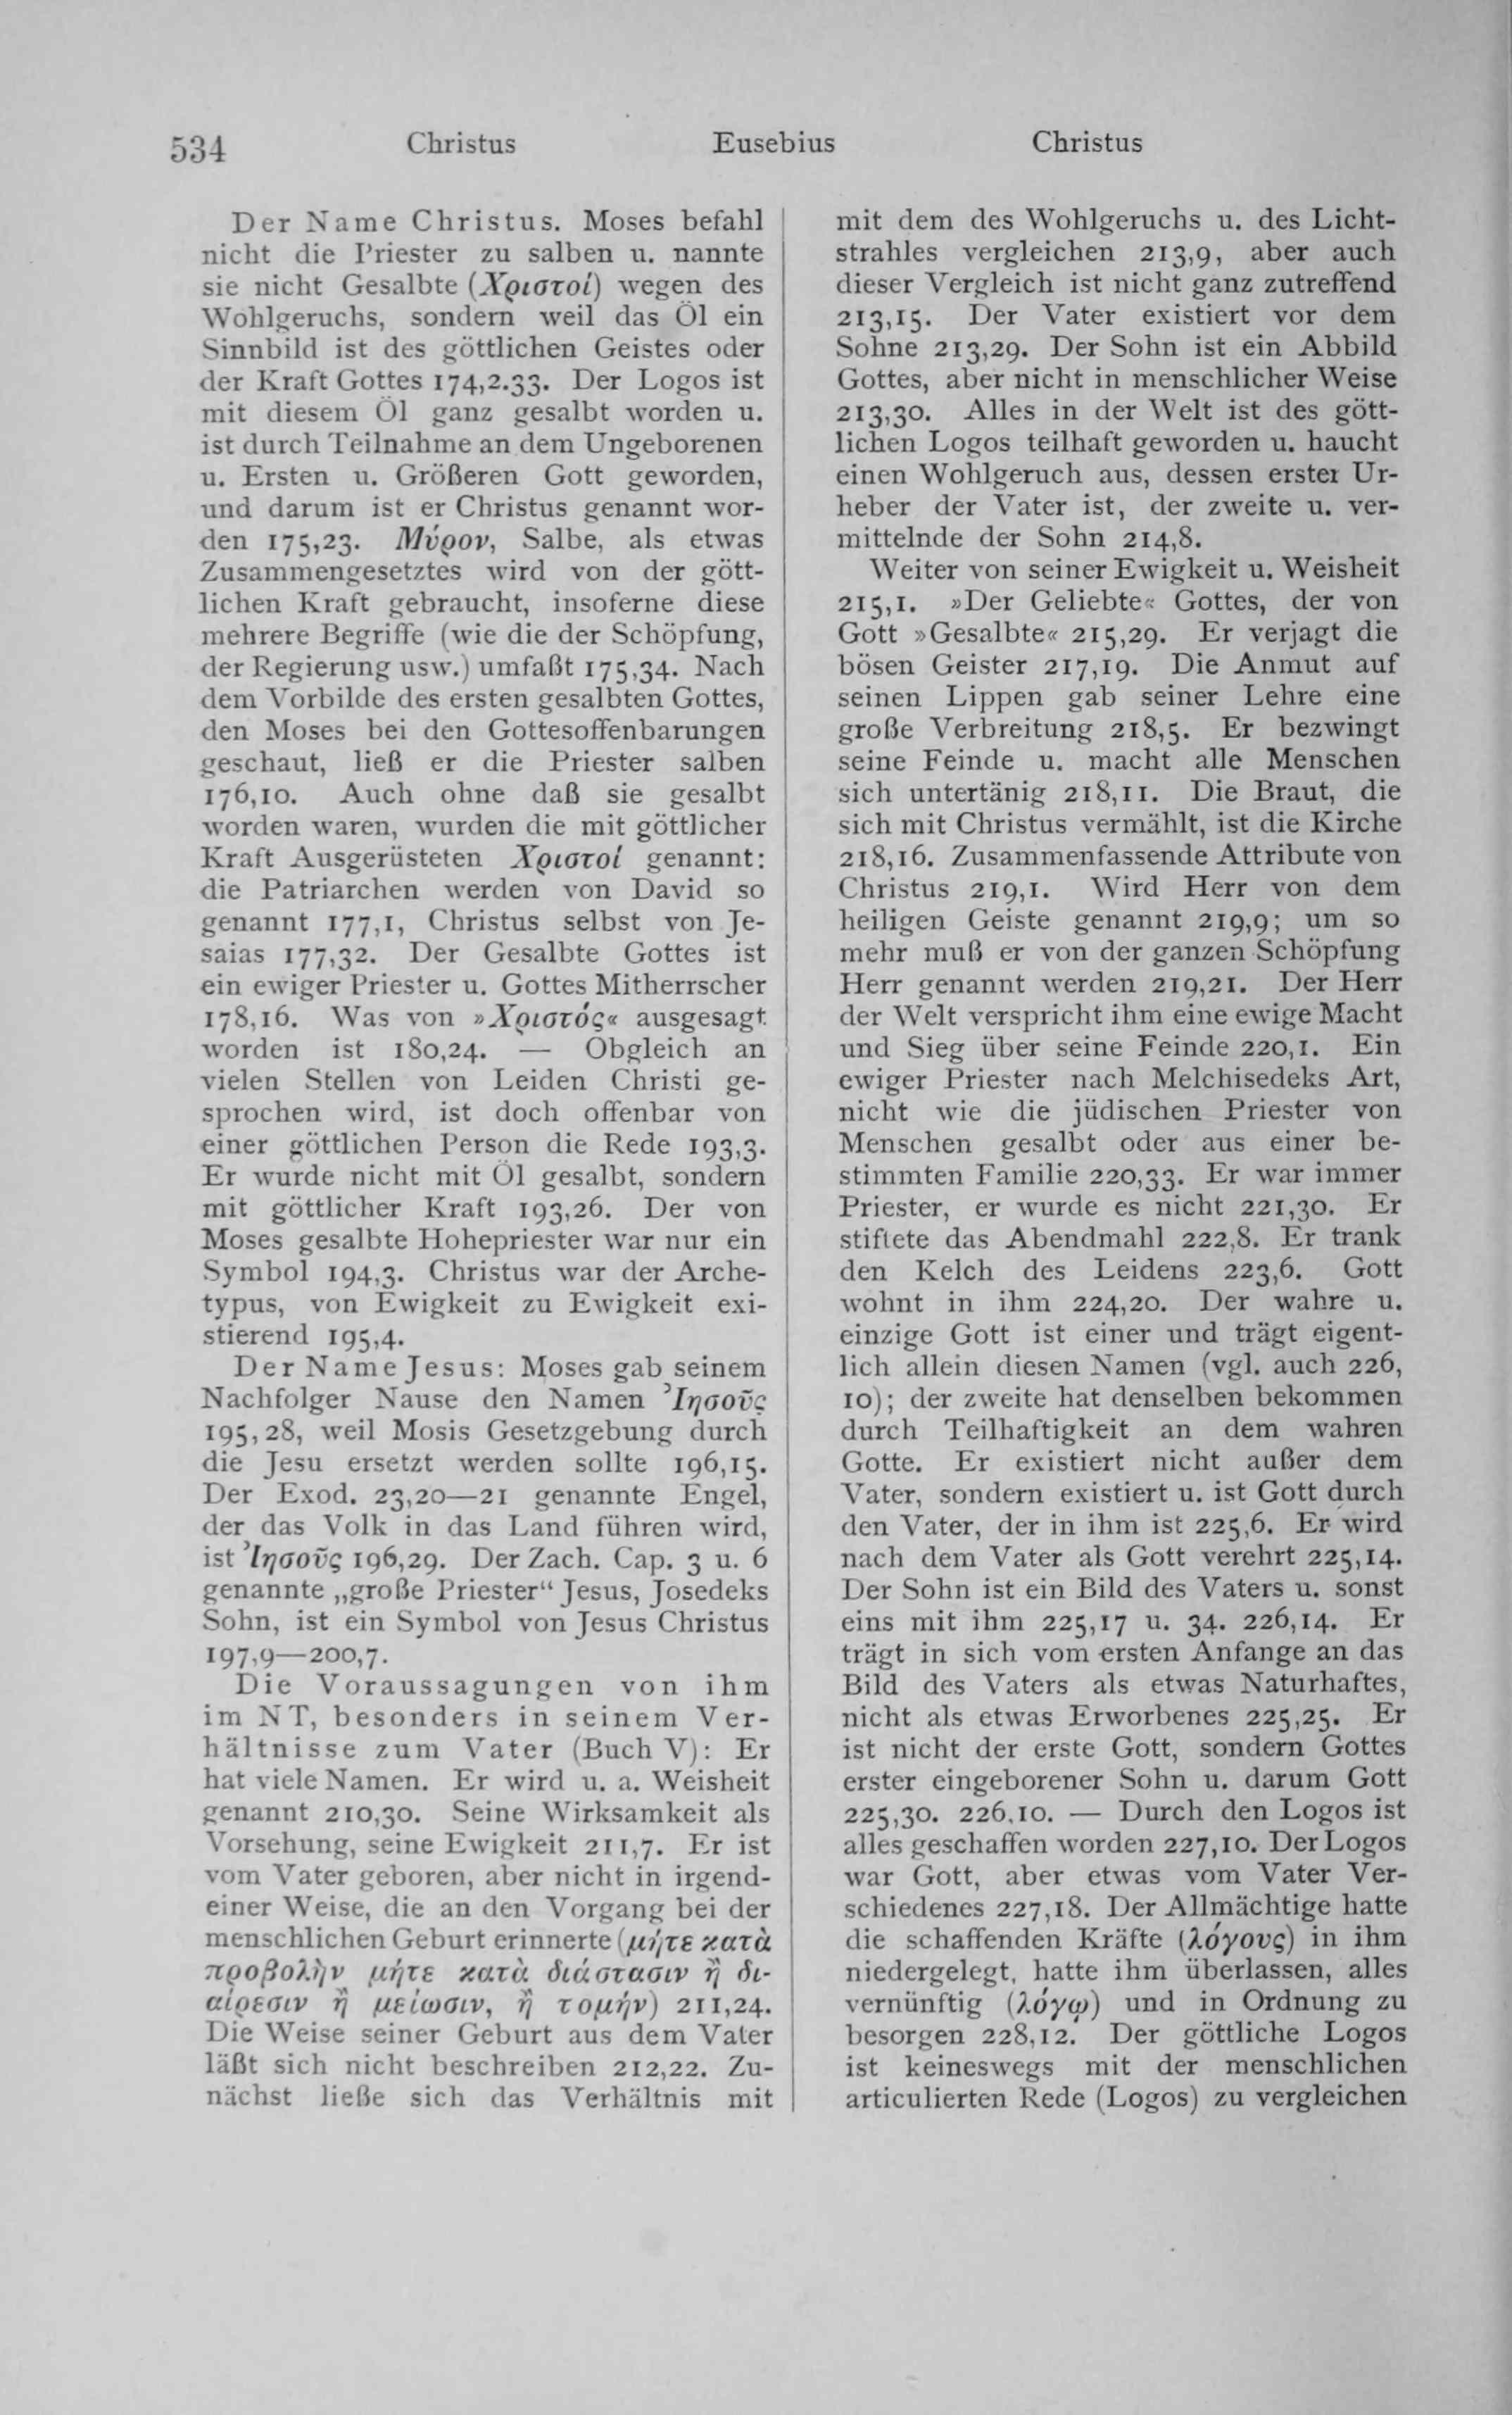 534 Christus Eusebius Christus
Der Name Christus. Moses befahl
nicht die Priester zu salben u. nannte
sie nicht Gesalbte (Χριστοί) wegen des
Wohlgeruchs, sondern weil das Öl ein
Sinnbild ist des göttlichen Geistes oder
der Kraft Gottes 174,2.33. Der Logos ist
mit diesem Öl ganz gesalbt worden u.
ist durch Teilnahme an dem Ungeborenen
u. Ersten u. Größeren Gott geworden,
und darum ist er Christus genannt wor-
den 175,23. Μύρον, Salbe, als etwas
Zusammengesetztes wird von der gött-
lichen Kraft gebraucht, insoferne diese
mehrere Begriffe (wie die der Schöpfung,
der Regierung usw.) umfaßt 175,34. Nach
dem Vorbilde des ersten gesalbten Gottes,
den Moses bei den Gottesoffenbarungen
geschaut, ließ er die Priester salben
176,10. Auch ohne daß sie gesalbt
worden waren, wurden die mit göttlicher
Kraft Ausgerüsteten Χριστοί genannt:
die Patriarchen werden von David so
genannt 177,1, Christus selbst von Je-
saias 177,32. Der Gesalbte Gottes ist
ein ewiger Priester u. Gottes Mitherrscher
178,16. Was von »Χριστός« ausgesagt
worden ist 180,24. — Obgleich an
vielen Stellen von Leiden Christi ge-
sprochen wird, ist doch offenbar von
einer göttlichen Person die Rede 193,3.
Er wurde nicht mit Öl gesalbt, sondern
mit göttlicher Kraft 193,26. Der von
Moses gesalbte Hohepriester war nur ein
Symbol 194,3. Christus war der Arche-
typus, von Ewigkeit zu Ewigkeit exi-
stierend 195,4.
Der Name Jesus: Moses gab seinem
Nachfolger Nause den Namen Ἰησοῦς
195,28, weil Mosis Gesetzgebung durch
die Jesu ersetzt werden sollte 196,15.
Der Exod. 23,20—21 genannte Engel,
der das Volk in das Land führen wird,
ist Ἰησοῦς 196,29. Der Zach. Cap. 3 u. 6
genannte „große Priester“ Jesus, Josedeks
Sohn, ist ein Symbol von Jesus Christus
197,9—200,7.
Die Voraussagungen von ihm
im NT, besonders in seinem Ver-
hältnisse zum Vater (Buch V): Er
hat viele Namen. Er wird u. a. Weisheit
genannt 210,30. Seine Wirksamkeit als
Vorsehung, seine Ewigkeit 211,7. Er ist
vom Vater geboren, aber nicht in irgend-
einer Weise, die an den Vorgang bei der
menschlichen Geburt erinnerte (μήτε κατὰ
προβολὴν μήτε κατὰ διάστασιν ἢ δι-
αίρεσιν ἢ μείωσιν, ἢ τομήν) 211,24.
Die Weise seiner Geburt aus dem Vater
läßt sich nicht beschreiben 212,22. Zu-
nächst ließe sich das Verhältnis mit
mit dem des Wohlgeruchs u. des Licht-
strahles vergleichen 213,9, aber auch
dieser Vergleich ist nicht ganz zutreffend
213,15. Der Vater existiert vor dem
Sohne 213,29. Der Sohn ist ein Abbild
Gottes, aber nicht in menschlicher Weise
213,30. Alles in der Welt ist des gött-
lichen Logos teilhaft geworden u. haucht
einen Wohlgeruch aus, dessen erster Ur-
heber der Vater ist, der zweite u. ver-
mittelnde der Sohn 214,8.
Weiter von seiner Ewigkeit u. Weisheit
215,1. »Der Geliebte« Gottes, der von
Gott »Gesalbte« 215,29. Er verjagt die
bösen Geister 217,19. Die Anmut auf
seinen Lippen gab seiner Lehre eine
große Verbreitung 218,5. Er bezwingt
seine Feinde u. macht alle Menschen
sich untertänig 218,11. Die Braut, die
sich mit Christus vermählt, ist die Kirche
218,16. Zusammenfassende Attribute von
Christus 219,1. Wird Herr von dem
heiligen Geiste genannt 219,9; um so
mehr muß er von der ganzen Schöpfung
Herr genannt werden 219,21. Der Herr
der Welt verspricht ihm eine ewige Macht
und Sieg über seine Feinde 220,1. Ein
ewiger Priester nach Melchisedeks Art,
nicht wie die jüdischen Priester von
Menschen gesalbt oder aus einer be-
stimmten Familie 220,33. Er war immer
Priester, er wurde es nicht 221,30. Er
stiftete das Abendmahl 222,8. Er trank
den Kelch des Leidens 223,6. Gott
wohnt in ihm 224,20. Der wahre u.
einzige Gott ist einer und trägt eigent-
lich allein diesen Namen (vgl. auch 226,
10); der zweite hat denselben bekommen
durch Teilhaftigkeit an dem wahren
Gotte. Er existiert nicht außer dem
Vater, sondern existiert u. ist Gott durch
den Vater, der in ihm ist 225,6. Er wird
nach dem Vater als Gott verehrt 225,14.
Der Sohn ist ein Bild des Vaters u. sonst
eins mit ihm 225,17 u. 34. 226,14. Er
trägt in sich vom ersten Anfange an das
Bild des Vaters als etwas Naturhaftes,
nicht als etwas Erworbenes 225,25. Er
ist nicht der erste Gott, sondern Gottes
erster eingeborener Sohn u. darum Gott
225,30. 226,10. — Durch den Logos ist
alles geschaffen worden 227,10. Der Logos
war Gott, aber etwas vom Vater Ver-
schiedenes 227,18. Der Allmächtige hatte
die schaffenden Kräfte (λόγους) in ihm
niedergelegt, hatte ihm überlassen, alles
vernünftig (λόγῳ) und in Ordnung zu
besorgen 228,12. Der göttliche Logos
ist keineswegs mit der menschlichen
articulierten Rede (Logos) zu vergleichen